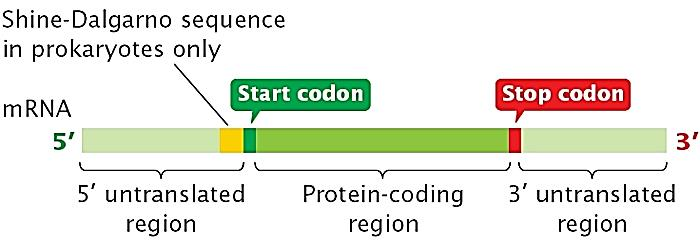 Shine-Dalgarno sequence
in prokaryotes only
Start codon
Stop codon
mRNA
5′
3′
5′ untranslated
region
Protein-coding
region
3′ untranslated
region